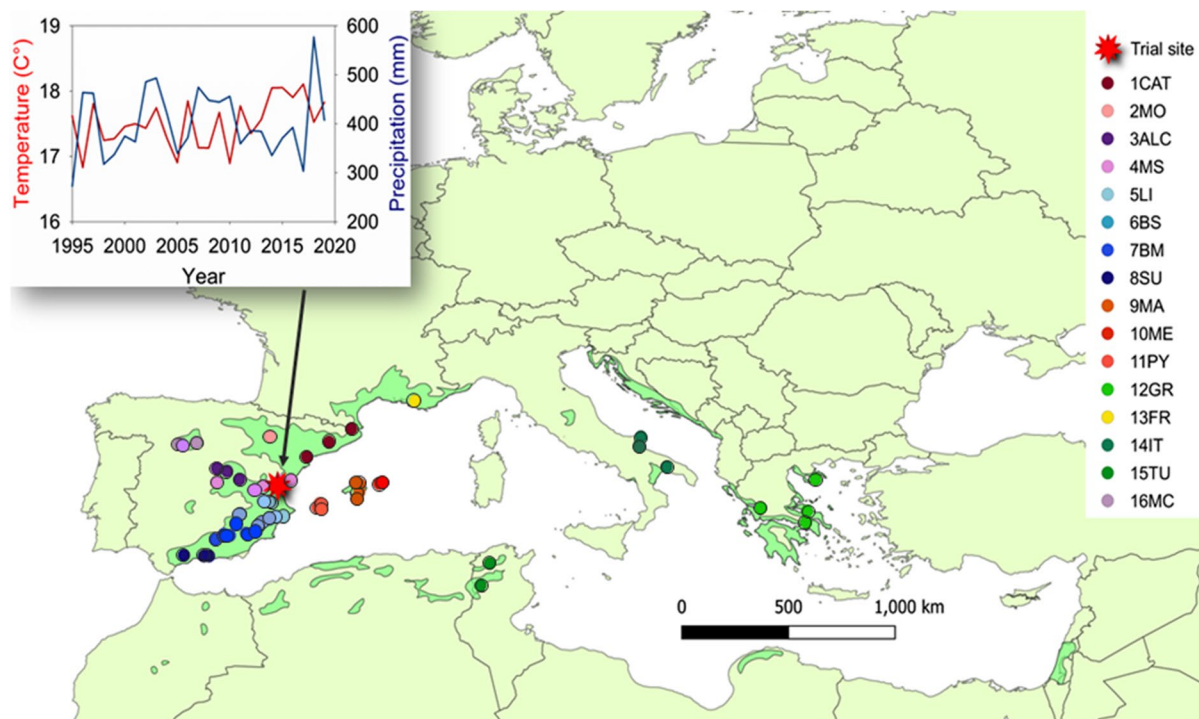 19
18
17
16
Temperature (C°)
600
500
400
300
200
Precipitation (mm)
1995 2000 2005 2010 2015 2020
Year
Trial site
1CAT
2MO
3ALC
4MS
5LI
6BS
7BM
8SU
9MA
10ME
11PY
12GR
13FR
14IT
15TU
16MC
0 500 1,000 km